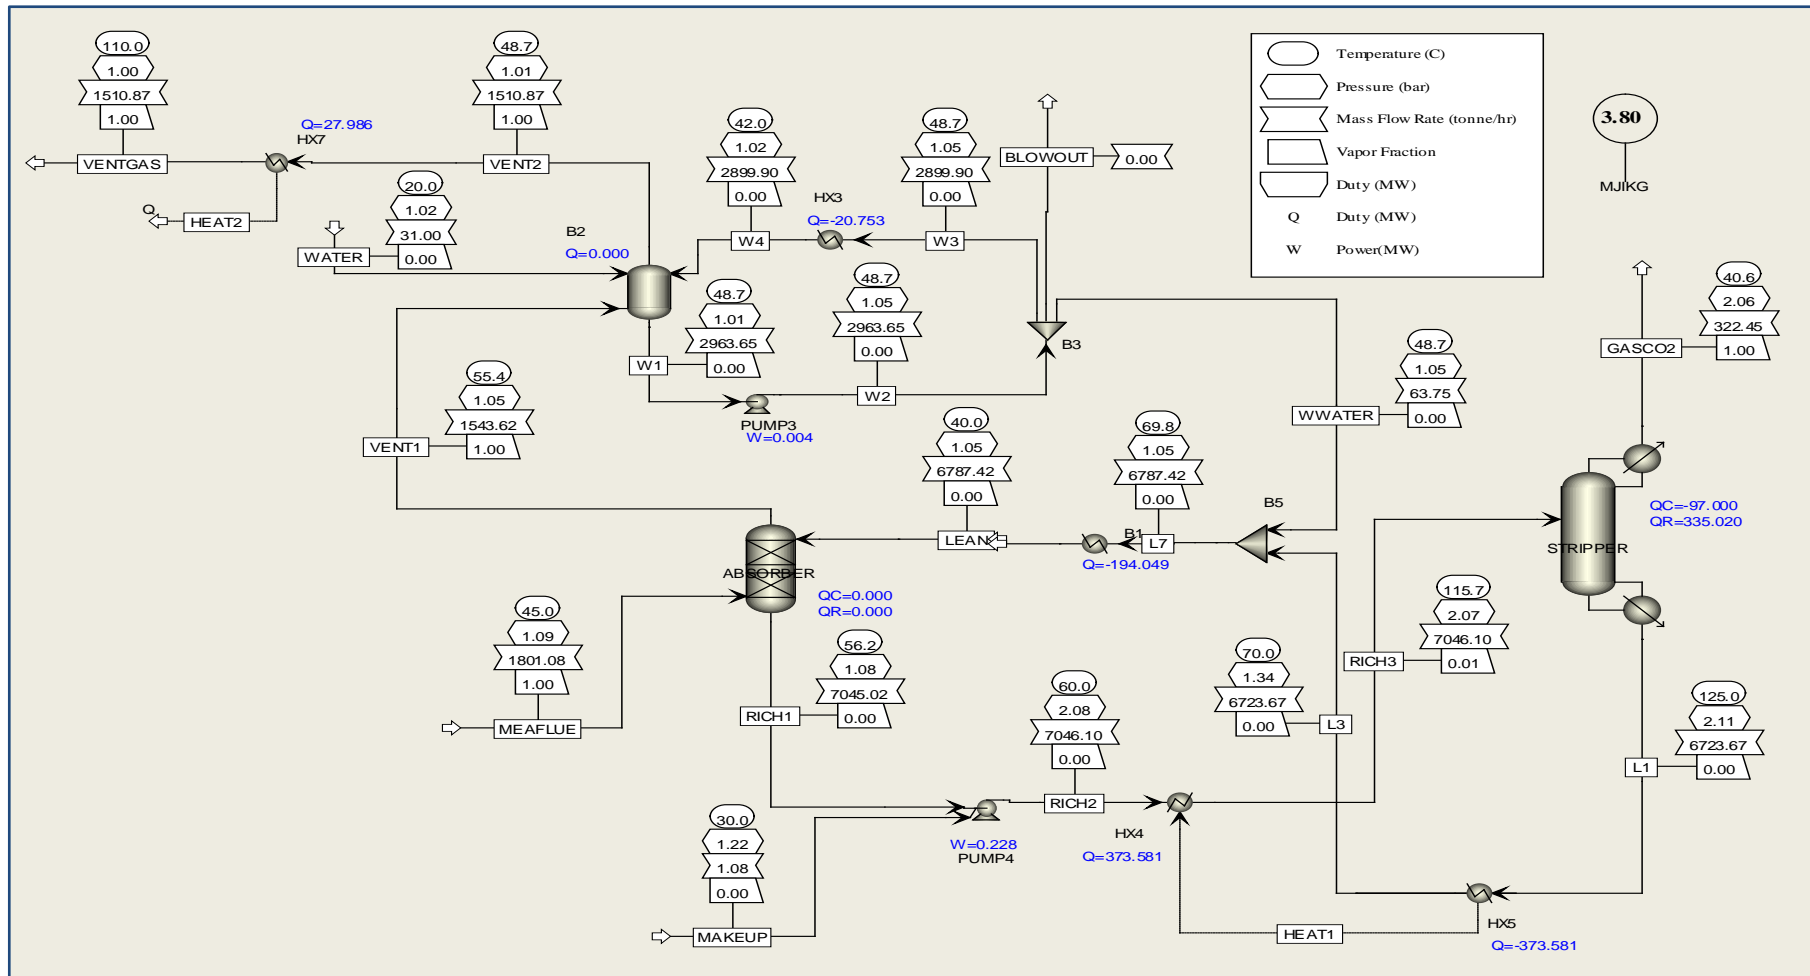 110.0
1.00
1510.87
1.00
VENTGAS
Q=27.986
HX7
48.7
1.01
1510.87
1.00
VENT2
Q
HEAT2
20.0
1.02
31.00
0.00
WATER
B2
Q=0.000
42.0
1.02
2899.90
0.00
W4
HX3
Q=-20.753
48.7
1.05
2899.90
0.00
W3
BLOWOUT
0.00
Temperature (C)
Pressure (bar)
Mass Flow Rate (tonne/hr)
Vapor Fraction
Duty (MW)
Q Duty (MW)
W Power(MW)
3.80
MJIKG
48.7
1.01
2963.65
0.00
W1
48.7
1.05
2963.65
0.00
W2
PUMP3
W=0.004
B3
40.6
2.06
322.45
1.00
GASCO2
55.4
1.05
1543.62
1.00
VENT1
48.7
1.05
63.75
0.00
WWATER
40.0
1.05
6787.42
0.00
LEAN
69.8
1.05
6787.42
0.00
L7
B1
Q=-194.049
B5
QC=-97.000
QR=335.020
STRIPPER
ABSORBER
QC=0.000
QR=0.000
45.0
1.09
1801.08
1.00
MEAFLUE
56.2
1.08
7045.02
0.00
RICH1
60.0
2.08
7046.10
0.00
RICH2
70.0
1.34
6723.67
0.00
L3
115.7
2.07
7046.10
0.01
RICH3
125.0
2.11
6723.67
0.00
L1
30.0
1.22
1.08
0.00
MAKEUP
W=0.228
PUMP4
HX4
Q=373.581
HEAT1
HX5
Q=-373.581